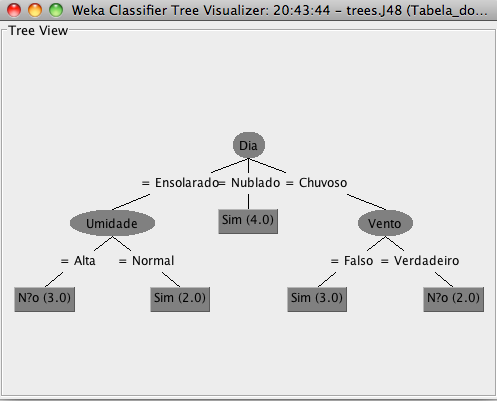 Weka Classifier Tree Visualizer: 20:43:44 - trees.J48 (Tabela_do...
Tree View
Dia
= Ensolarado = Nublado = Chuvoso
Umidade
Sim (4.0)
Vento
= Alta = Normal
= Falso = Verdadeiro
N?o (3.0)
Sim (2.0)
Sim (3.0)
N?o (2.0)